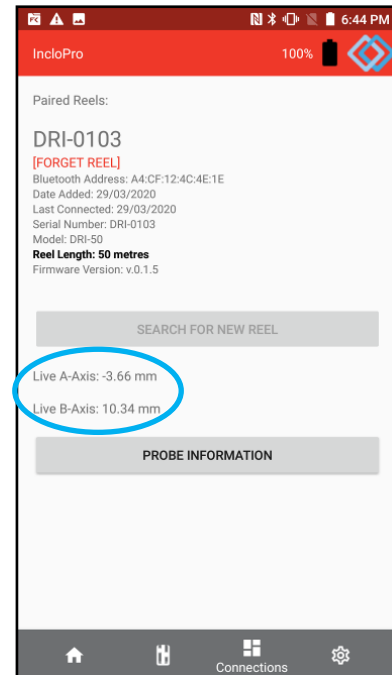 6:44 PM
IncloPro 100%
Paired Reels:
DRI-0103
[FORGET REEL]
Bluetooth Address: A4:CF:12:4C:4E:1E
Date Added: 29/03/2020
Last Connected: 29/03/2020
Serial Number: DRI-0103
Model: DRI-50
Reel Length: 50 metres
Firmware Version: v.0.1.5
SEARCH FOR NEW REEL
Live A-Axis: -3.66 mm
Live B-Axis: 10.34 mm
PROBE INFORMATION
Connections